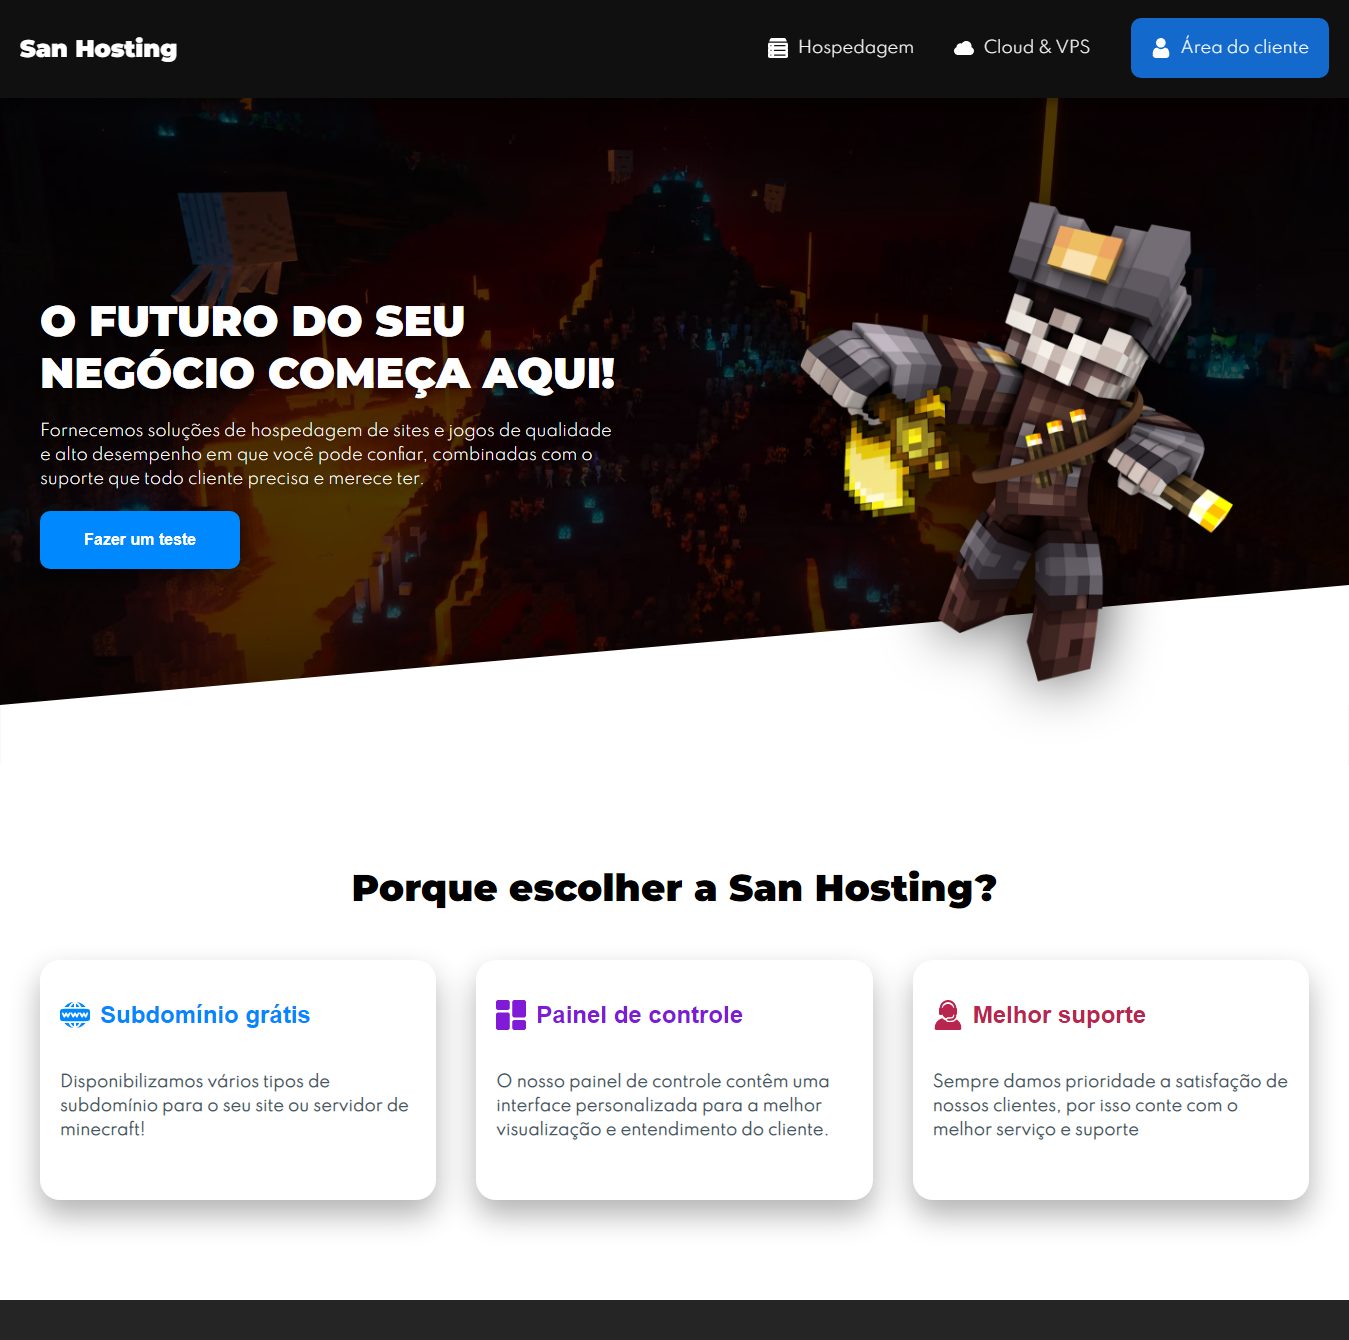 San Hosting
Hospedagem
Cloud & VPS
Área do cliente
O FUTURO DO SEU
NEGÓCIO COMEÇA AQUI!
Fornecemos soluções de hospedagem de sites e jogos de qualidade
e alto desempenho em que você pode confiar, combinadas com o
suporte que todo cliente precisa e merece ter.
Fazer um teste
Porque escolher a San Hosting?
www
Subdomínio grátis
Disponibilizamos vários tipos de
subdomínio para o seu site ou servidor de
minecraft!
Painel de controle
O nosso painel de controle contêm uma
interface personalizada para a melhor
visualização e entendimento do cliente.
Melhor suporte
Sempre damos prioridade a satisfação de
nossos clientes, por isso conte com o
melhor serviço e suporte